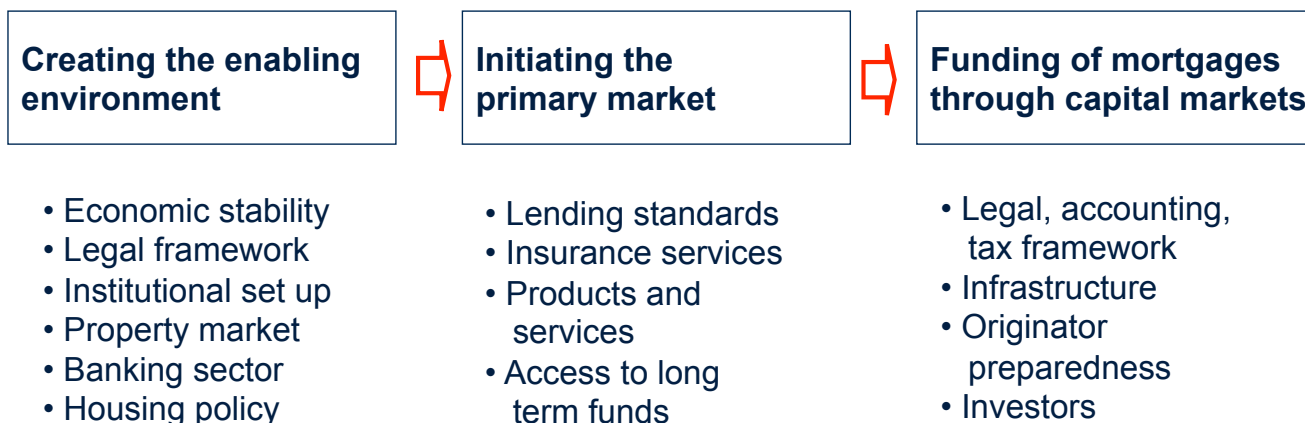 Creating the enabling
environment
Initiating the
primary market
Funding of mortgages
through capital markets
• Economic stability
• Legal framework
• Institutional set up
• Property market
• Banking sector
• Housing policy
• Lending standards
• Insurance services
• Products and
services
• Access to long
term funds
• Legal, accounting,
tax framework
• Infrastructure
• Originator
preparedness
• Investors